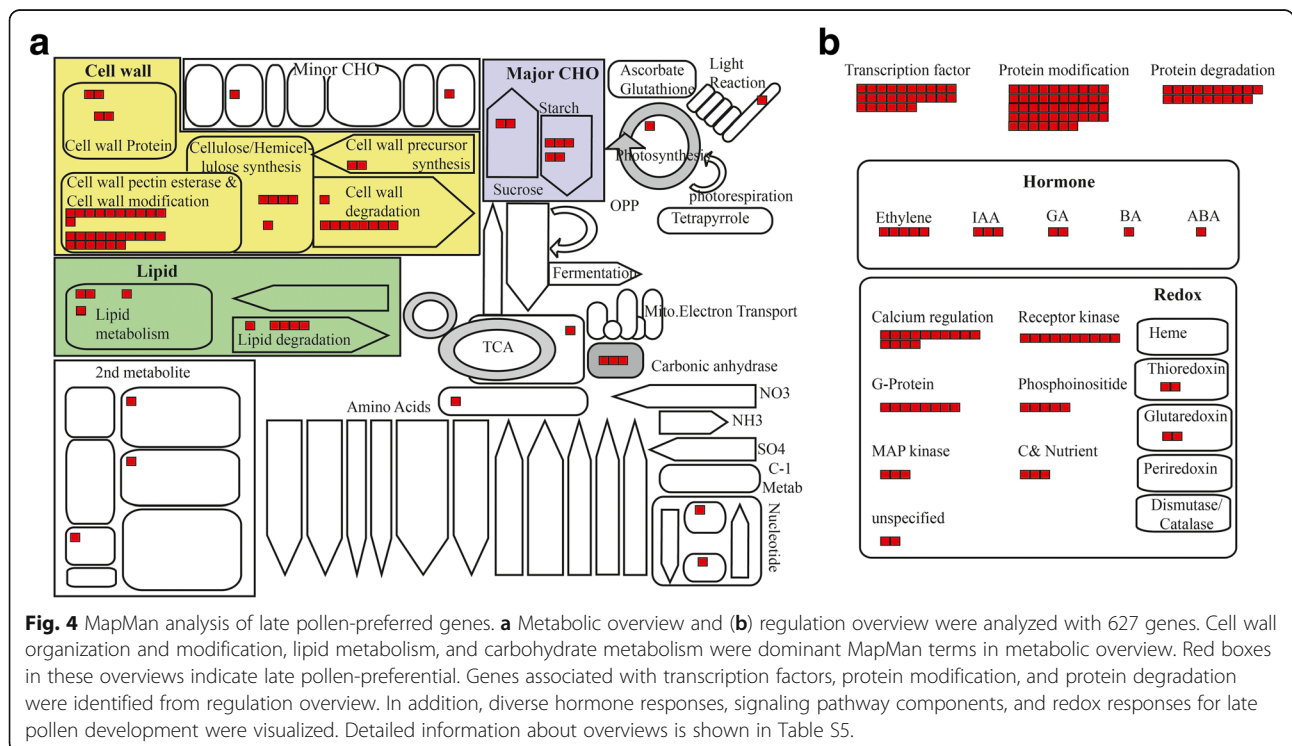 a
Cell wall
Cell wall Protein
Minor CHO
Cellulose/Hemicel
lulose synthesis
Cell wall precursor
synthesis
Cell wall pectin esterase &
Cell wall modification
Cell wall
degradation
Major CHO
Starch
Sucrose
Ascorbate
Glutathione
Light
Reaction
Photosynthesis
photorespiration
OPP
Tetrapyrrole
Lipid
Lipid
metabolism
Lipid degradation
Fermentation
Mito.Electron Transport
TCA
Carbonic anhydrase
2nd metabolite
Amino Acids
NO3
NH3
SO4
C-1
Metab
Nucleotide
b
Transcription factor
Protein modification
Protein degradation
Hormone
Ethylene
IAA
GA
BA
ABA
Redox
Calcium regulation
Receptor kinase
Heme
Thioredoxin
G-Protein
Phosphoinositide
Glutaredoxin
MAP kinase
C& Nutrient
Periredoxin
unspecified
Dismutase/
Catalase
Fig. 4 MapMan analysis of late pollen-preferred genes. a Metabolic overview and (b) regulation overview were analyzed with 627 genes. Cell wall
organization and modification, lipid metabolism, and carbohydrate metabolism were dominant MapMan terms in metabolic overview. Red boxes
in these overviews indicate late pollen-preferential. Genes associated with transcription factors, protein modification, and protein degradation
were identified from regulation overview. In addition, diverse hormone responses, signaling pathway components, and redox responses for late
pollen development were visualized. Detailed information about overviews is shown in Table S5.